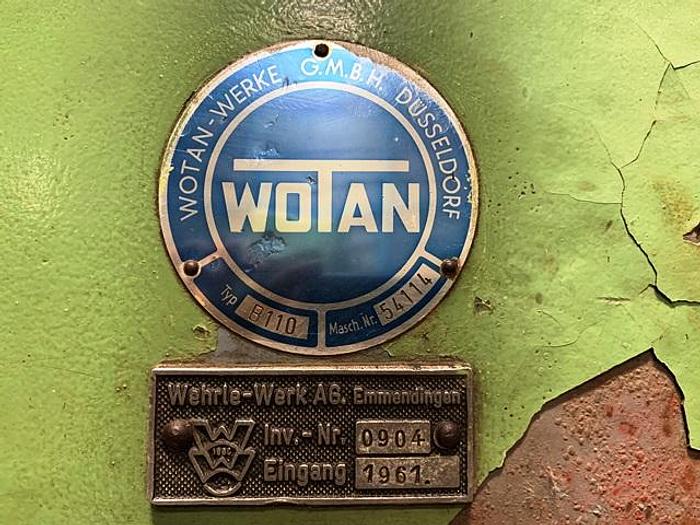 WOTAN-WERKE G.M.B.H. DÜSSELDORF
WOTAN
Typ B110 Masch. Nr. 54114
Wehrle-Werk AG. Emmendingen
Inv.-Nr. 0904
Eingang 1961.